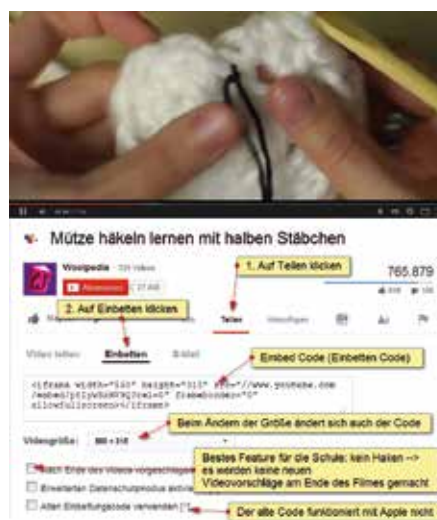 Mütze häkeln lernen mit halben Stäbchen
Woolpedia
1. Auf Teilen klicken
765.879
2. Auf Einbetten klicken
Teilen
Video teilen Einbetten E-Mail
Embed Code (Einbetten Code)
<iframe width="560" height="315" src="//www.youtube.com
frameborder="0"
allowfullscreen></iframe>
Beim Ändern der Größe ändert sich auch der Code
Videogröße: 560 × 315
Bestes Feature für die Schule: kein Haken -->
es werden keine neuen
Videovorschläge am Ende des Filmes gemacht
Nach Ende des Videos vorgeschlagene
Erweiterten Datenschutzmodus aktivieren
Alten Einbettungscode verwenden [?]
Der alte Code funktioniert mit Apple nicht